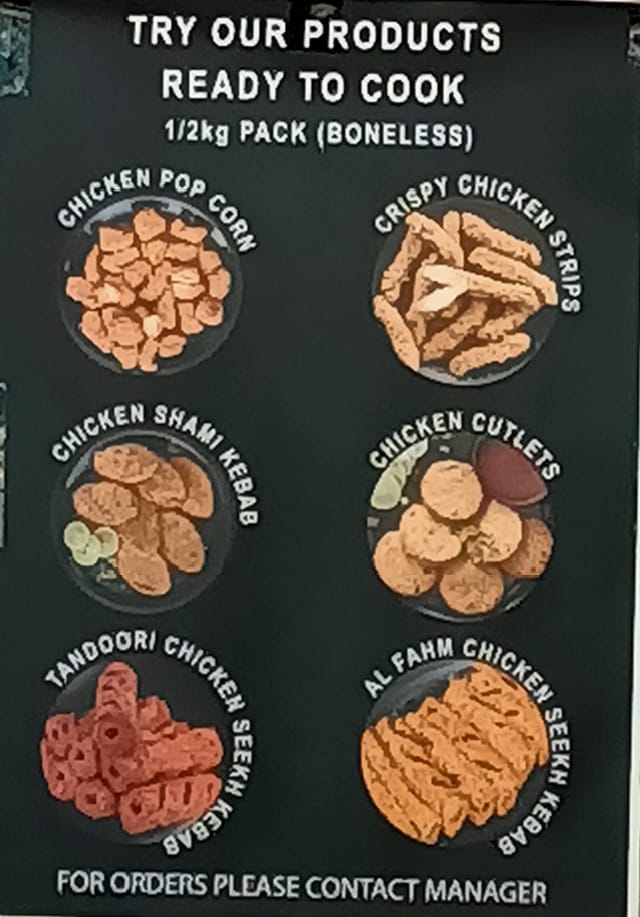 TRY OUR PRODUCTS
READY TO COOK
1/2kg PACK (BONELESS)
CHICKEN POP CORN
CRISPY CHICKEN STRIPS
CHICKEN SHAMI KEBAB
CHICKEN CUTLETS
TANDOORI CHICKEN SEEKH KEBAB
AL FAHM CHICKEN SEEKH KEBAB
FOR ORDERS PLEASE CONTACT MANAGER